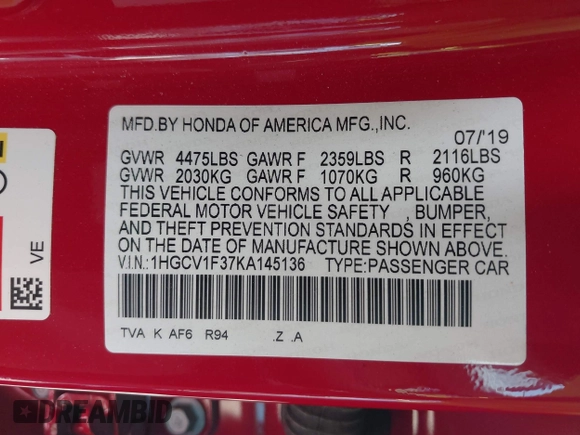 MFD.BY HONDA OF AMERICA MFG.,INC.
07/'19
GVWR 4475LBS GAWR F 2359LBS R 2116LBS
GVWR 2030KG GAWR F 1070KG R 960KG
THIS VEHICLE CONFORMS TO ALL APPLICABLE
FEDERAL MOTOR VEHICLE SAFETY , BUMPER,
AND THEFT PREVENTION STANDARDS IN EFFECT
ON THE DATE OF MANUFACTURE SHOWN ABOVE.
V.I.N.:1HGCV1F37KA145136 TYPE:PASSENGER CAR
TVA K AF6 R94 .Z .A
VE
DREAMBID